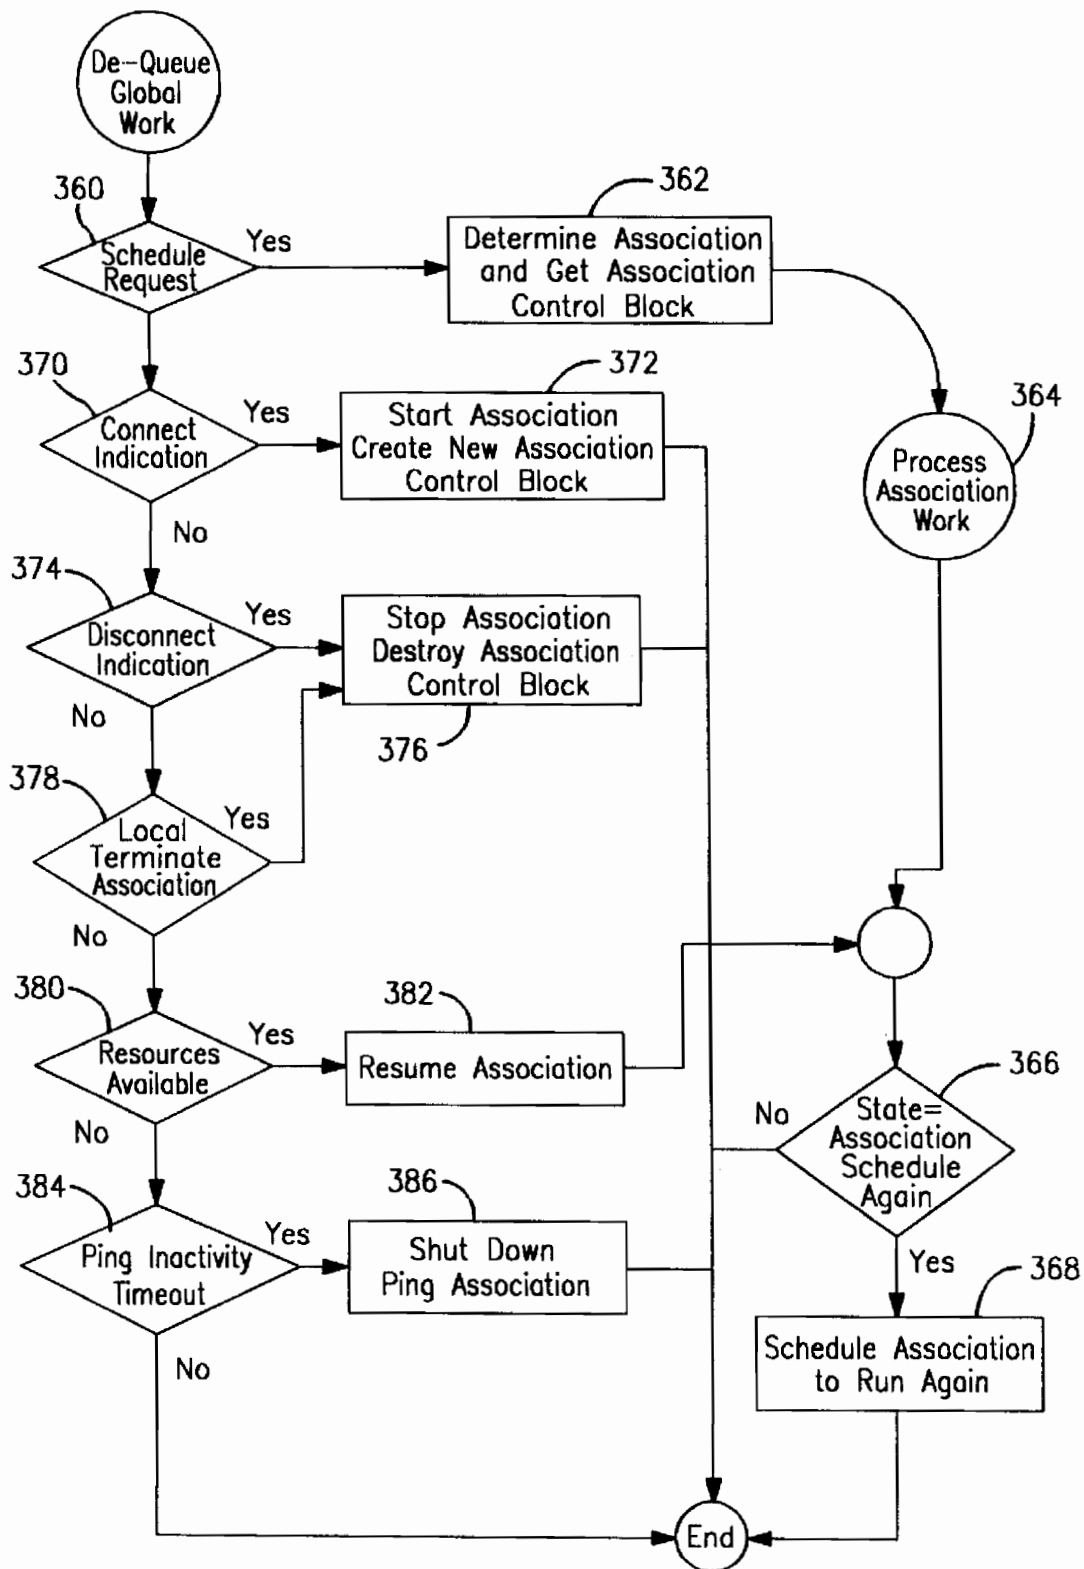 De-Queue
Global
Work
360
Schedule
Request
Yes
362
Determine Association
and Get Association
Control Block
370
Connect
Indication
Yes
No
372
Start Association
Create New Association
Control Block
364
Process
Association
Work
374
Disconnect
Indication
Yes
No
Stop Association
Destroy Association
Control Block
376
378
Local
Terminate
Association
Yes
No
380
Resources
Available
Yes
No
382
Resume Association
366
State=
Association
Schedule
Again
No
Yes
384
Ping Inactivity
Timeout
Yes
No
386
Shut Down
Ping Association
368
Schedule Association
to Run Again
End